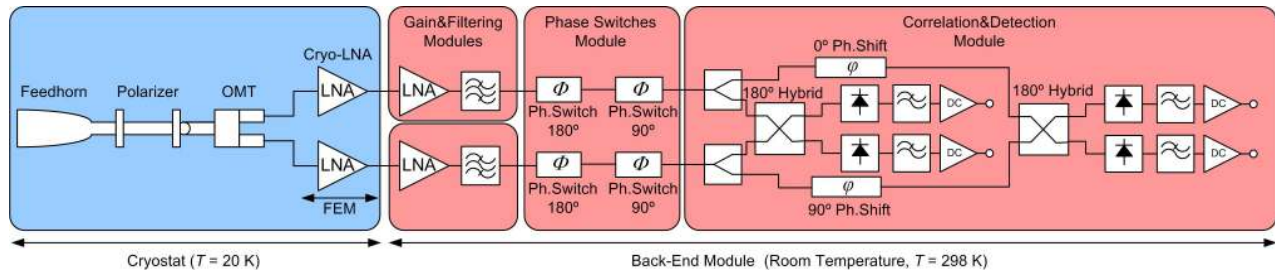 Gain&Filtering
Modules
Phase Switches
Module
Correlation&Detection
Module
Cryo-LNA
0º Ph.Shift
Feedhorn
Polarizer
OMT
LNA
LNA
Φ
Φ
φ
180º Hybrid
180º Hybrid
DC
DC
Ph.Switch
180º
Ph.Switch
90º
LNA
LNA
Φ
Φ
DC
DC
FEM
Ph.Switch
180º
Ph.Switch
90º
φ
90º Ph.Shift
Cryostat (T = 20 K)
Back-End Module (Room Temperature, T = 298 K)